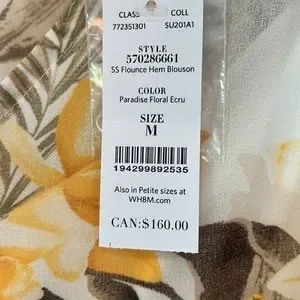 CLASS COLL
772351301 SU201A1
STYLE
570286661
SS Flounce Hem Blouson
COLOR
Paradise Floral Ecru
SIZE
M
194299892535
Also in Petite sizes at
WHBM.com
CAN:$160.00